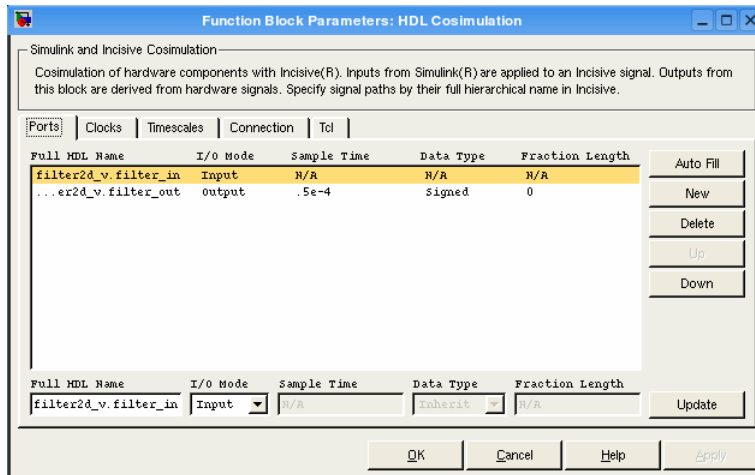 Function Block Parameters: HDL Cosimulation
Simulink and Incisive Cosimulation
Cosimulation of hardware components with Incisive(R). Inputs from Simulink(R) are applied to an Incisive signal. Outputs from
this block are derived from hardware signals. Specify signal paths by their full hierarchical name in Incisive.
Ports Clocks Timescales Connection Tcl
Full HDL Name I/O Mode Sample Time Data Type Fraction Length
filter2d_v.filter_in Input N/A N/A N/A
...er2d_v.filter_out Output .5e-4 Signed 0
Auto Fill
New
Delete
Up
Down
Full HDL Name I/O Mode Sample Time Data Type Fraction Length
filter2d_v.filter_in Input N/A Inherit N/A Update
OK Cancel Help Apply